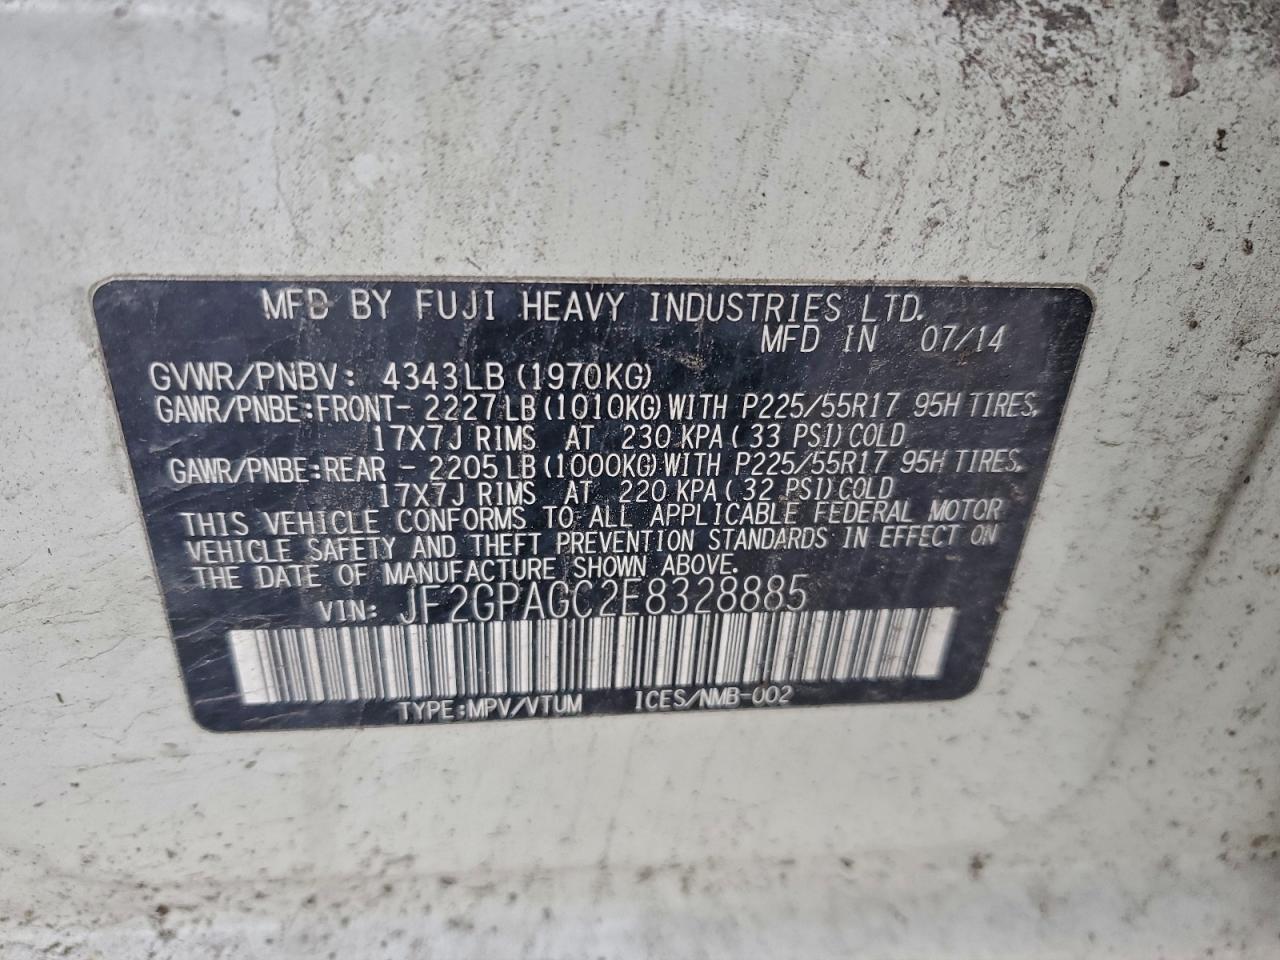 MFD BY FUJI HEAVY INDUSTRIES LTD.
MFD IN 07/14
GVWR/PNBV: 4343LB (1970KG)
GAWR/PNBE:FRONT- 2227LB(1010KG)WITH P225/55R17 95H TIRES,
17X7J RIMS AT 230 KPA(33 PSI)COLD
GAWR/PNBE:REAR - 2205LB(1000KG)WITH P225/55R17 95H TIRES,
17X7J RIMS AT 220 KPA(32 PSI)COLD
THIS VEHICLE CONFORMS TO ALL APPLICABLE FEDERAL MOTOR
VEHICLE SAFETY AND THEFT PREVENTION STANDARDS IN EFFECT ON
THE DATE OF MANUFACTURE SHOWN ABOVE.
VIN: JF2GPAGC2E8328885
TYPE:MPV/VTUM ICES/NMB-002